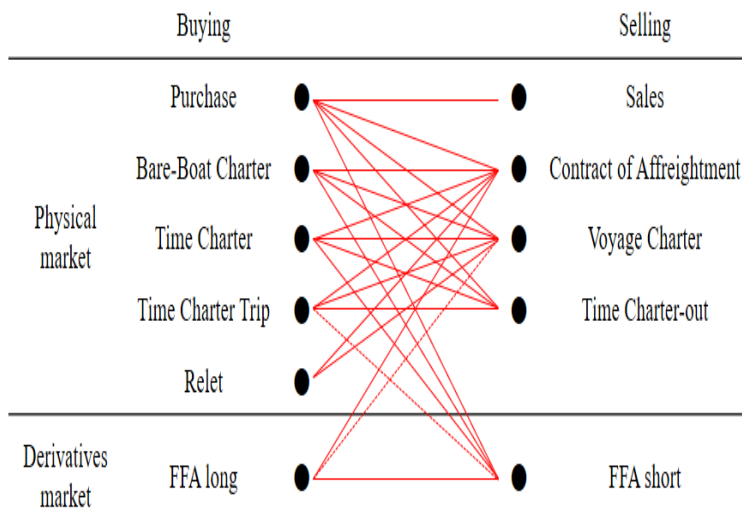 Buying Selling
Purchase Sales
Bare-Boat Charter Contract of Affreightment
Physical
market
Time Charter Voyage Charter
Time Charter Trip Time Charter-out
Relet
Derivatives
market
FFA long FFA short